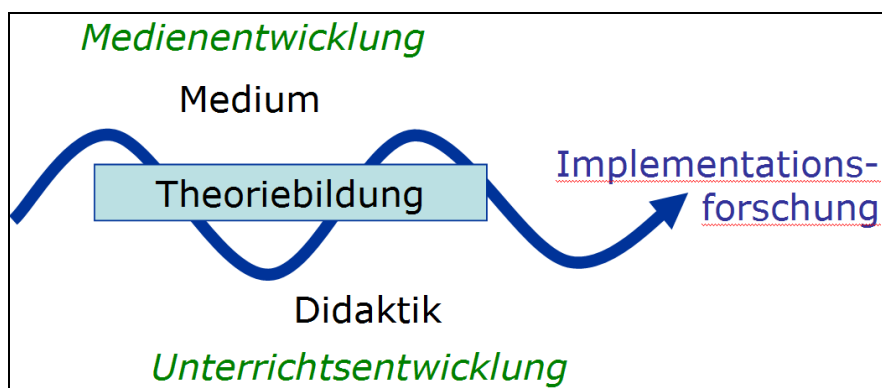 Medienentwicklung
Medium
Theoriebildung
Implementations-
forschung
Didaktik
Unterrichtsentwicklung